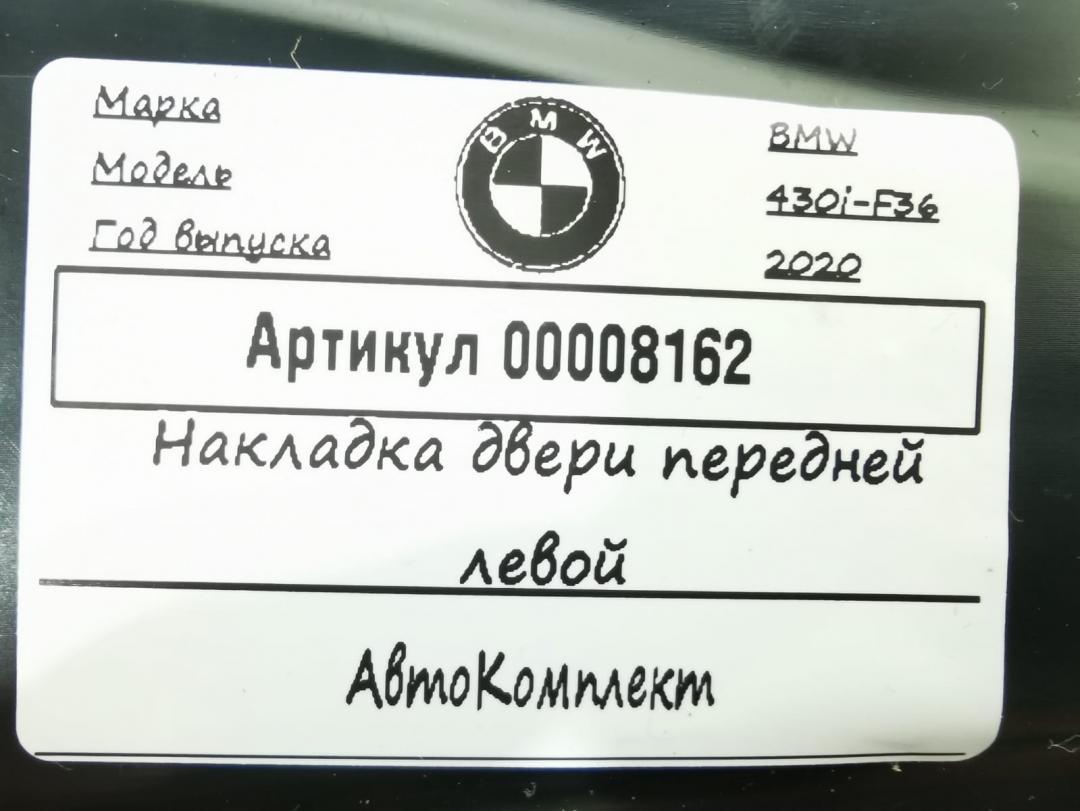 Марка BMW BMW
Модель 430i-F36
Год выпуска 2020
Артикул 00008162
Накладка двери передней
левой
АвтоКомплект